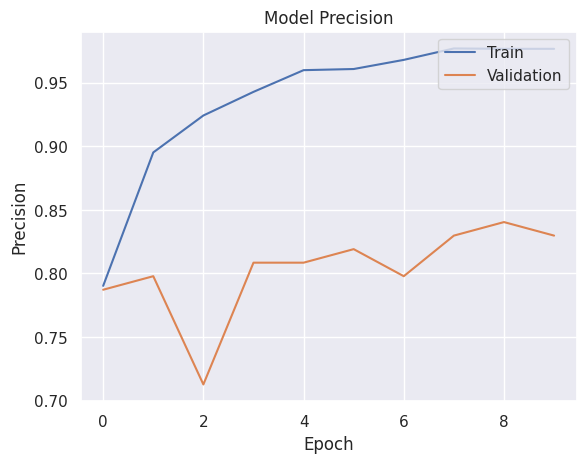 Model Precision
Train
Validation
Precision
0.95
0.90
0.85
0.80
0.75
0.70
0 2 4 6 8
Epoch